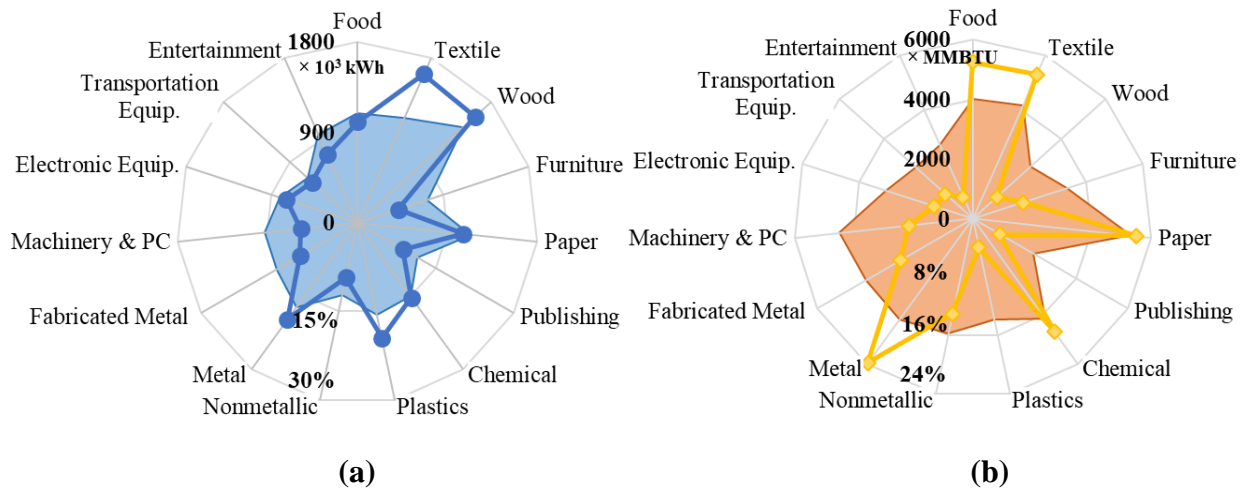 Food
1800
× 10³ kWh
Entertainment
Textile
Transportation
Equip.
Wood
900
Electronic Equip.
Furniture
0
Machinery & PC
Paper
Fabricated Metal
15%
Publishing
Metal
30%
Chemical
Nonmetallic
Plastics
(a)
Food
6000
× MMBTU
Entertainment
Textile
Transportation
Equip.
4000
Wood
2000
Electronic Equip.
Furniture
0
Machinery & PC
Paper
8%
Fabricated Metal
16%
Publishing
Metal
24%
Chemical
Nonmetallic
Plastics
(b)